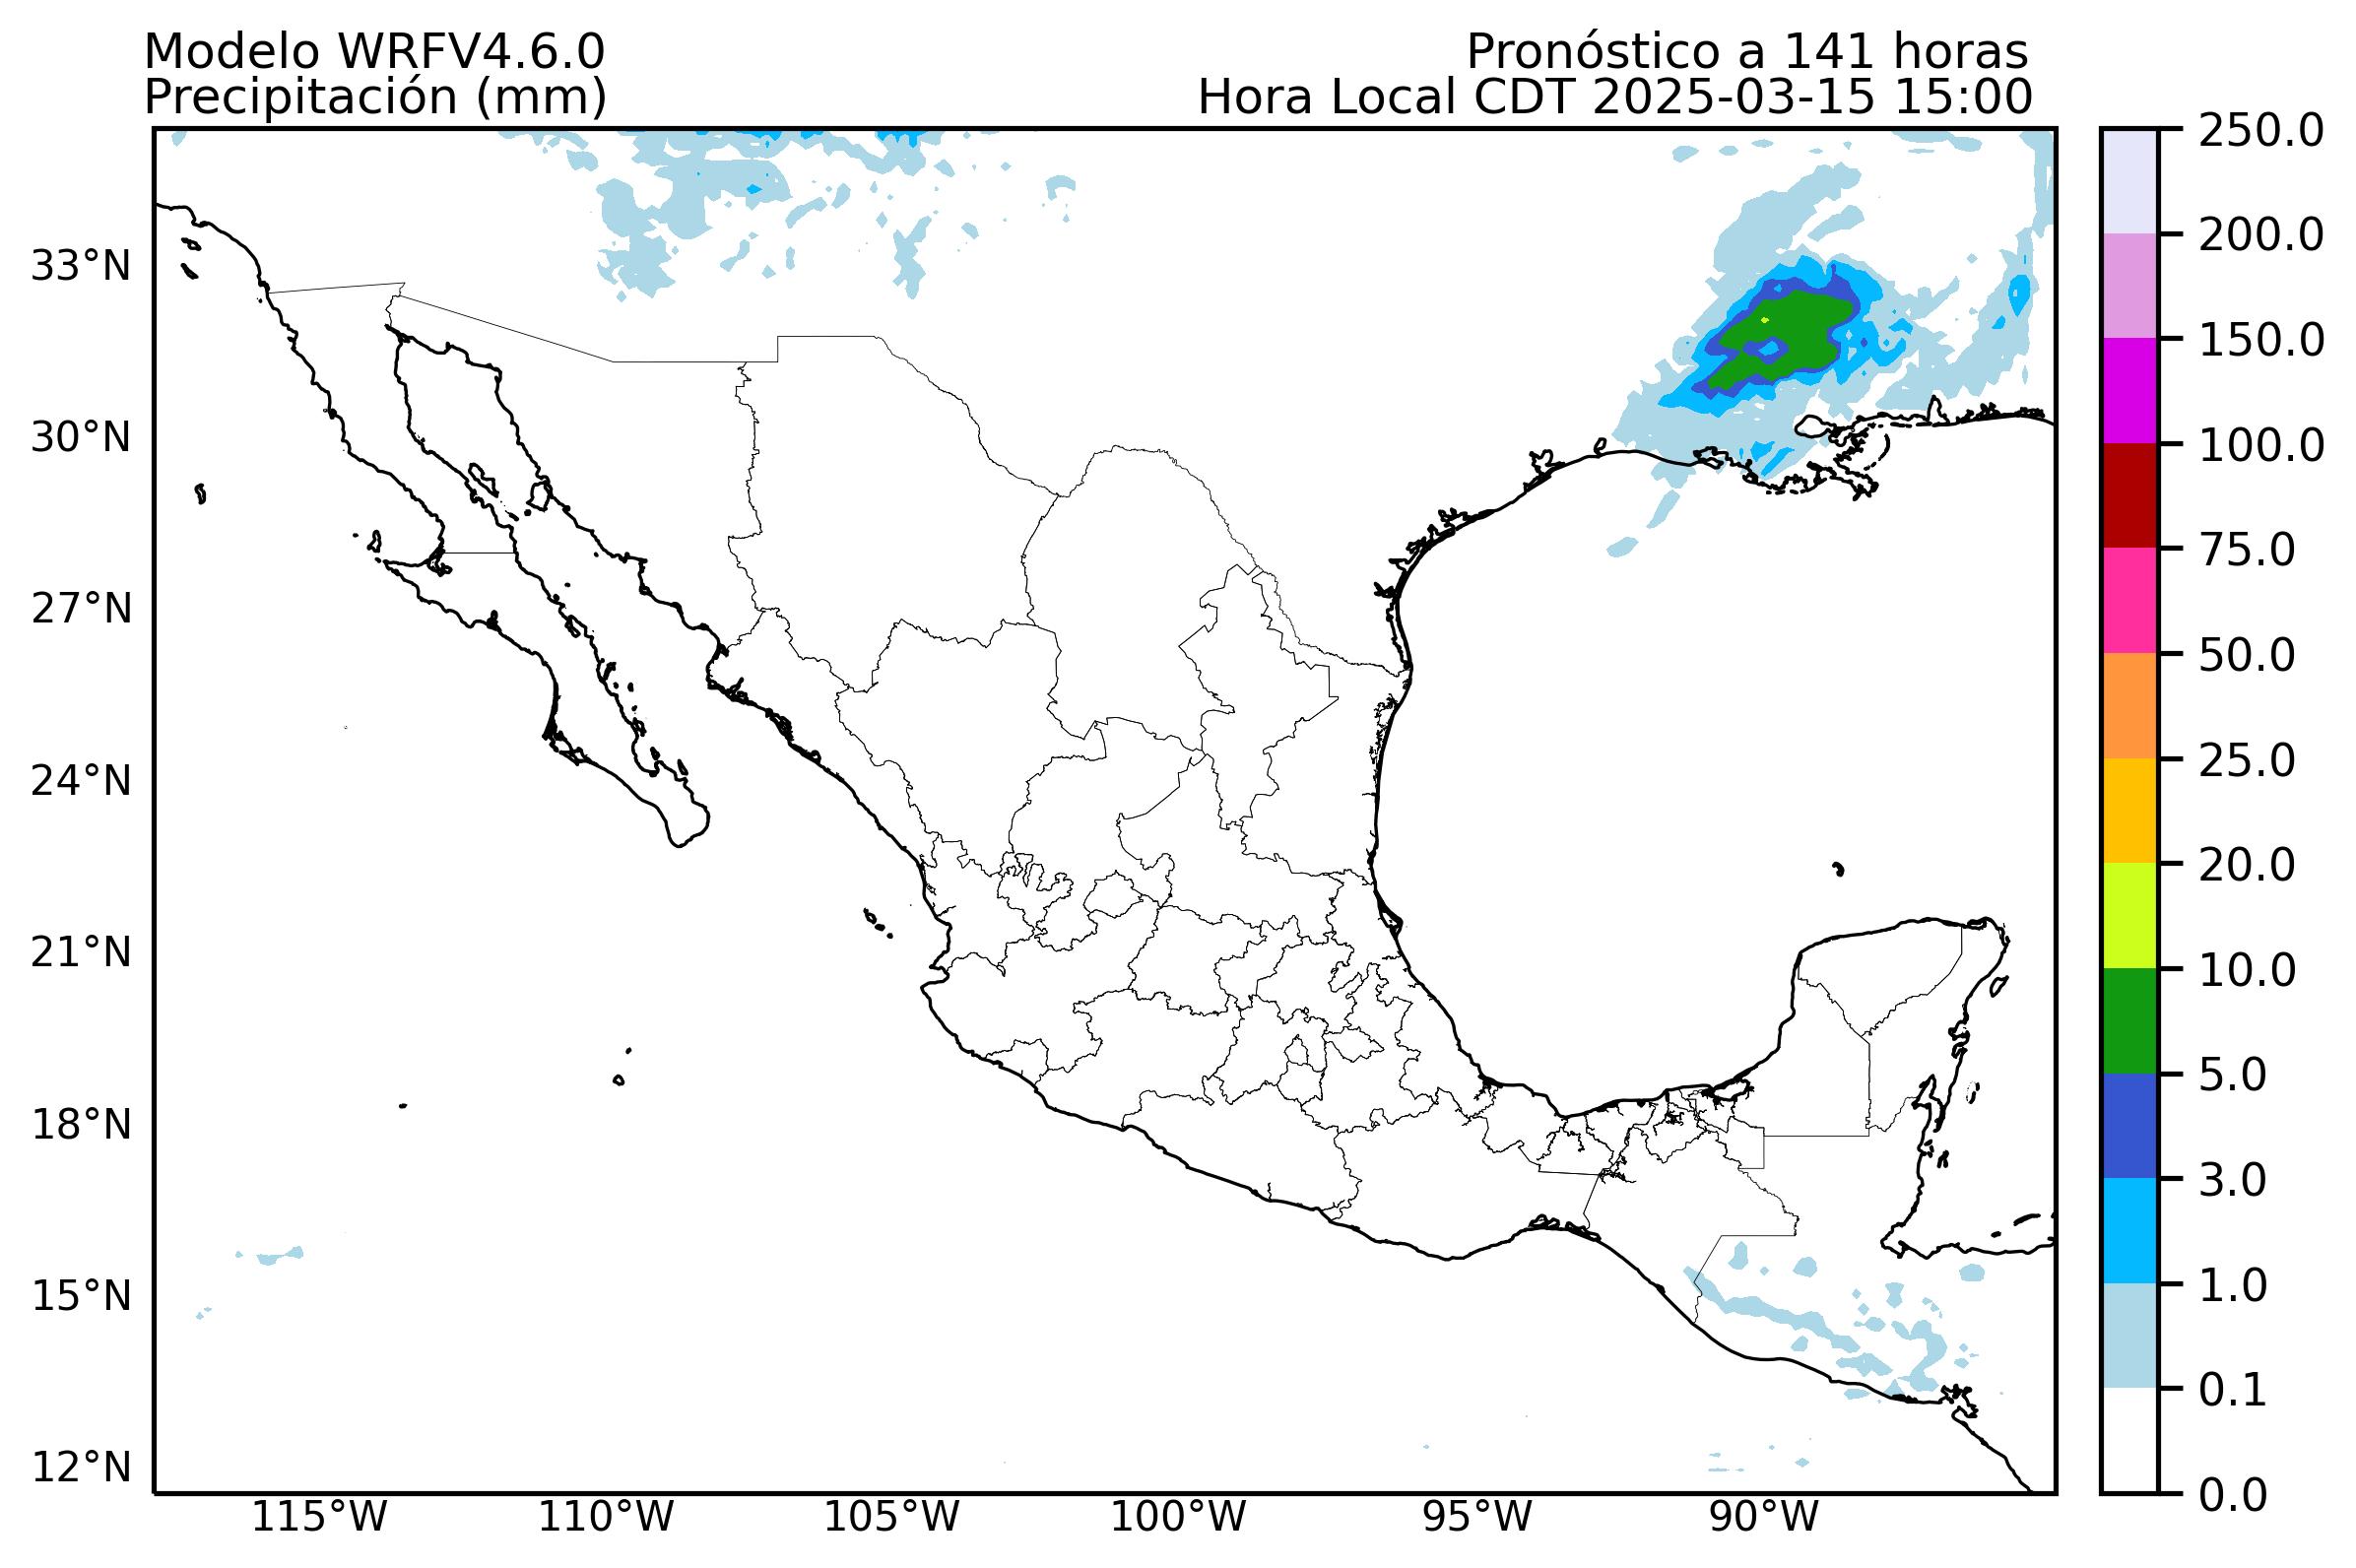 Modelo WRFV4.6.0
Precipitación (mm)
Pronóstico a 141 horas
Hora Local CDT 2025-03-15 15:00
33°N
30°N
27°N
24°N
21°N
18°N
15°N
12°N
115°W
110°W
105°W
100°W
95°W
90°W
250.0
200.0
150.0
100.0
75.0
50.0
25.0
20.0
10.0
5.0
3.0
1.0
0.1
0.0